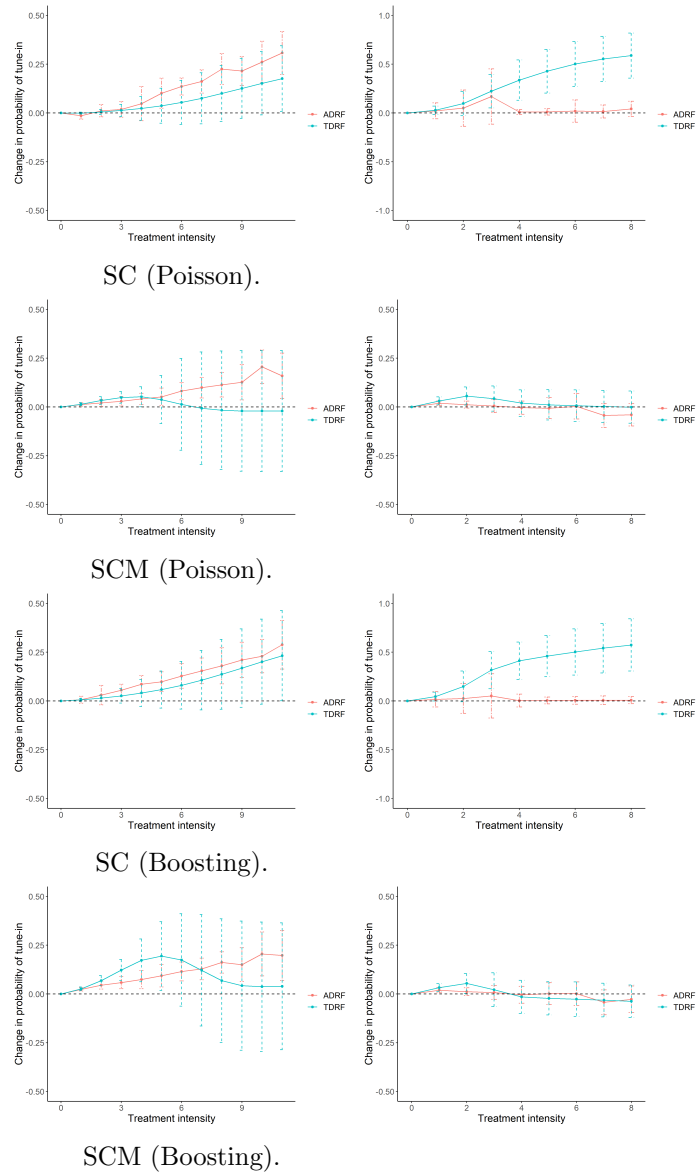 Change in probability of tune-in
0.50
0.25
0.00
-0.25
-0.50
0 3 6 9
Treatment intensity
ADRF
TDRF
Change in probability of tune-in
1.0
0.5
0.0
-0.25
-1.0
0 2 4 6 8
Treatment intensity
ADRF
TDRF
SC (Poisson).
Change in probability of tune-in
0.50
0.25
0.00
-0.25
-0.50
0 3 6 9
Treatment intensity
ADRF
TDRF
Change in probability of tune-in
0.50
0.25
0.00
-0.25
-0.50
0 2 4 6 8
Treatment intensity
ADRF
TDRF
SCM (Poisson).
Change in probability of tune-in
0.50
0.25
0.00
-0.25
-0.50
0 3 6 9
Treatment intensity
ADRF
TDRF
Change in probability of tune-in
1.0
0.5
0.0
-0.25
-1.0
0 2 4 6 8
Treatment intensity
ADRF
TDRF
SC (Boosting).
Change in probability of tune-in
0.50
0.25
0.00
-0.25
-0.50
0 3 6 9
Treatment intensity
ADRF
TDRF
Change in probability of tune-in
0.50
0.25
0.00
-0.25
-0.50
0 2 4 6 8
Treatment intensity
ADRF
TDRF
SCM (Boosting).